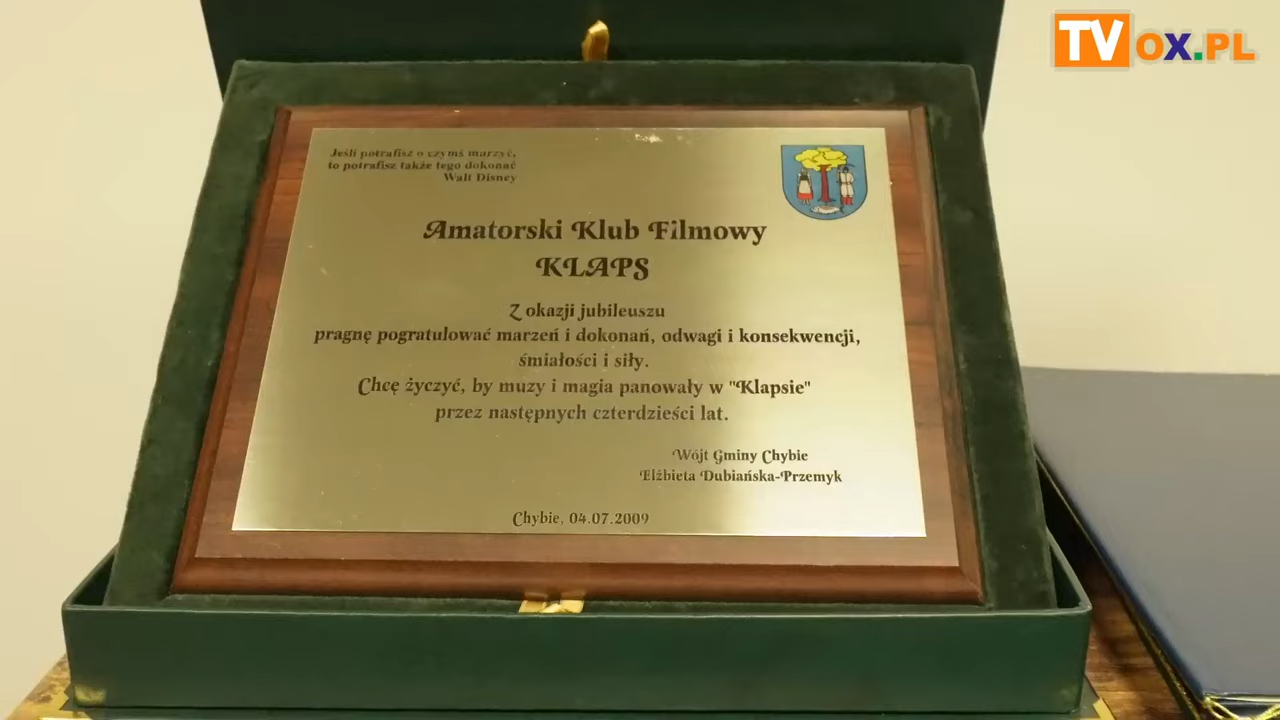 TVOX.PL
Jeśli potrafisz o czymś marzyć,
to potrafisz także tego dokonać
Walt Disney
Amatorski Klub Filmowy
KLAPS
Z okazji jubileuszu
pragnę pogratulować marzeń i dokonań, odwagi i konsekwencji,
śmiałości i siły.
Chcę życzyć, by muzy i magia panowały w "Klapsie"
przez następnych czterdzieści lat.
Wójt Gminy Chybie
Elżbieta Dubiańska-Przemyk
Chybie, 04.07.2009